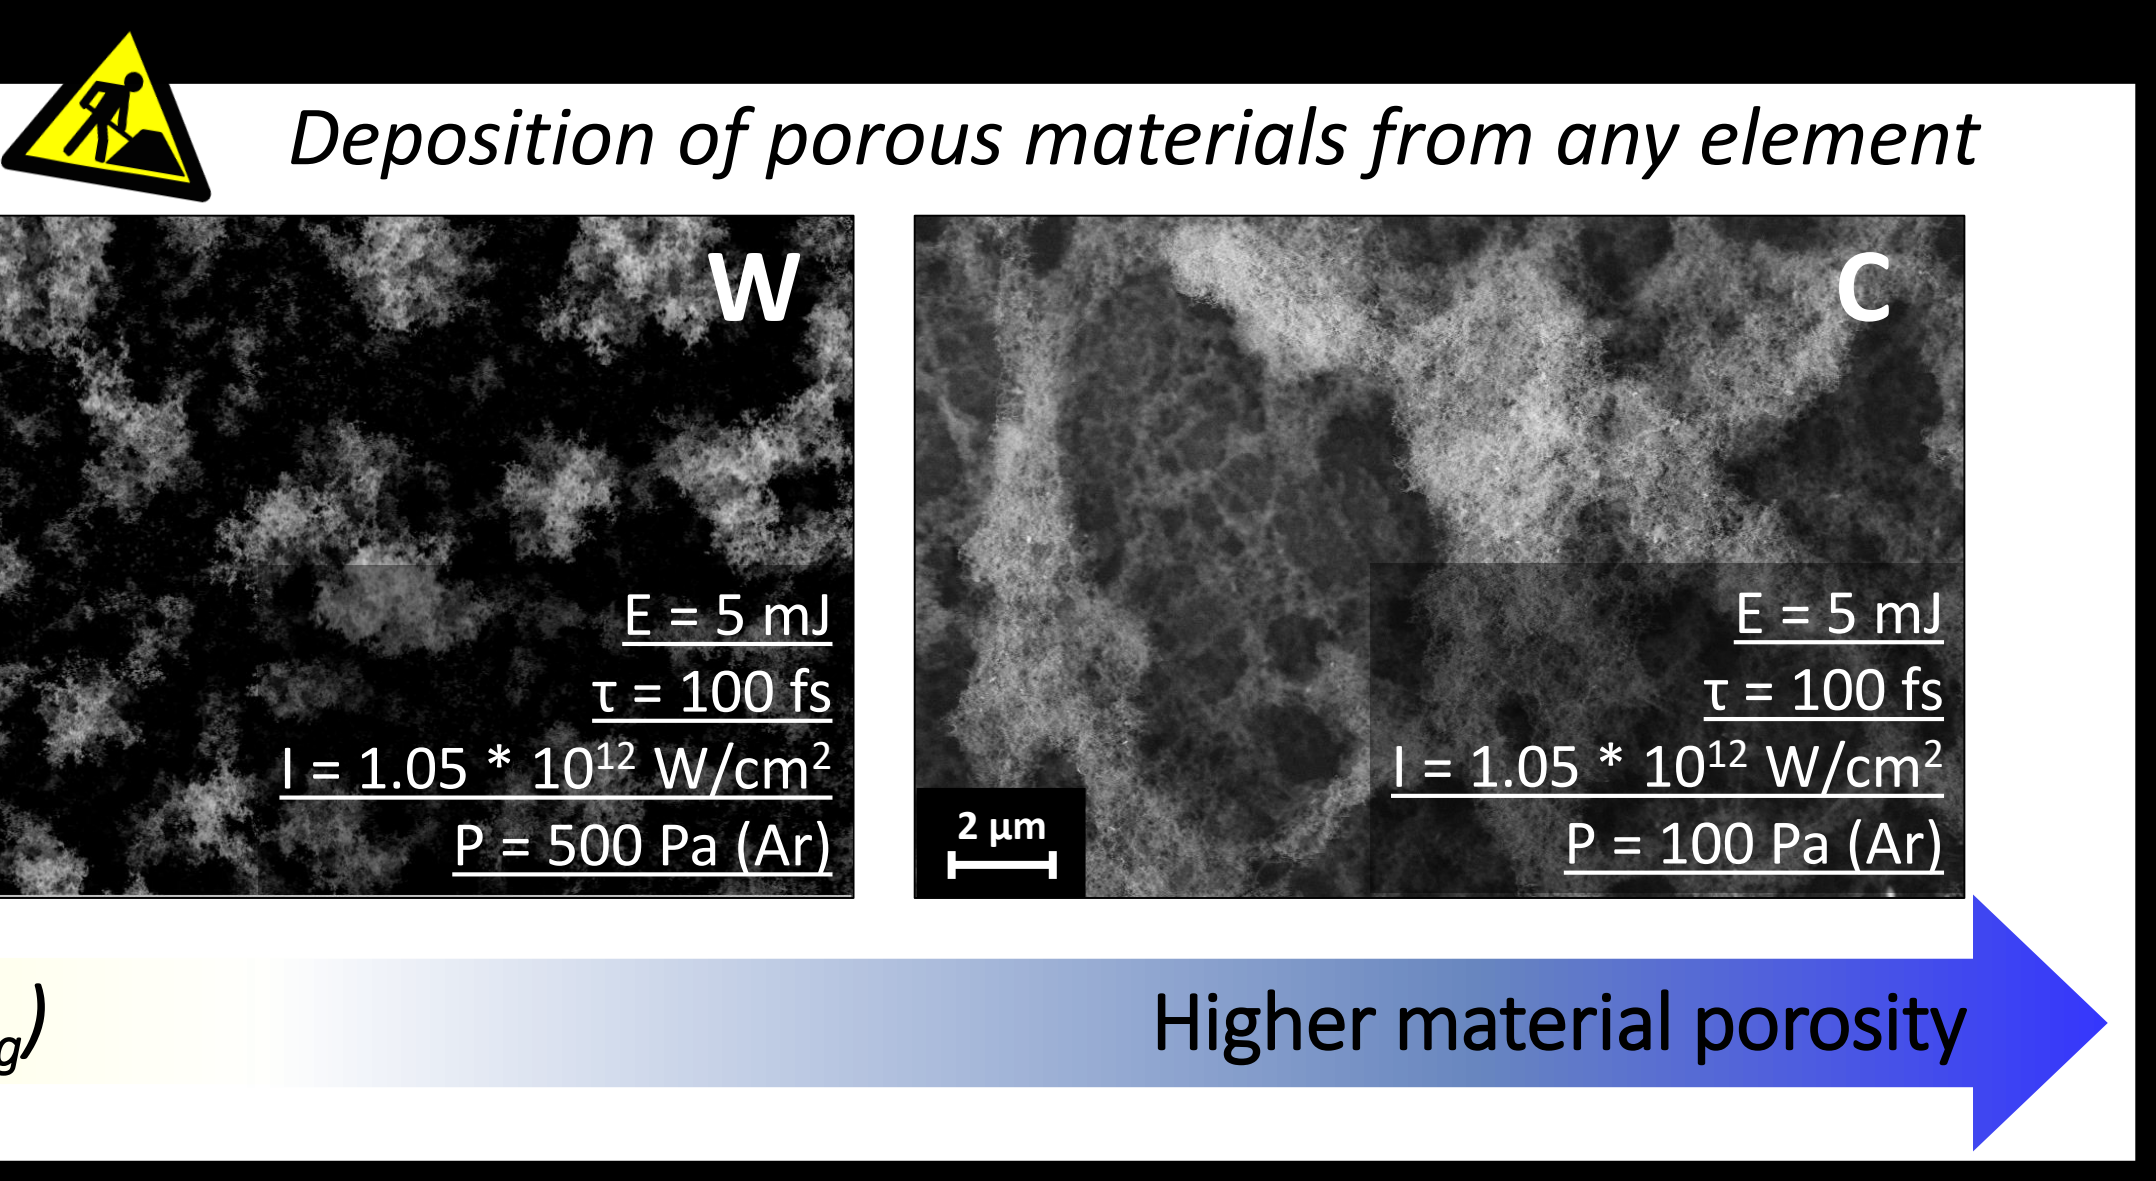 Deposition of porous materials from any element
W
E = 5 mJ
τ = 100 fs
I = 1.05 * 10¹² W/cm²
P = 500 Pa (Ar)
C
E = 5 mJ
τ = 100 fs
I = 1.05 * 10¹² W/cm²
P = 100 Pa (Ar)
2 µm
g)
Higher material porosity